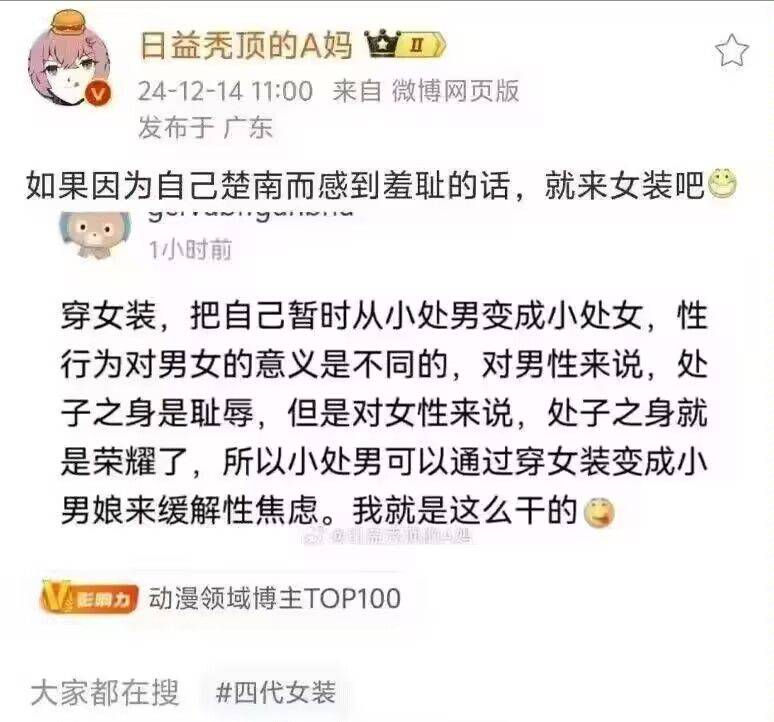 日益秃顶的A妈 II
24-12-14 11:00 来自 微博网页版
发布于 广东
如果因为自己楚南而感到羞耻的话，就来女装吧
1小时前
穿女装，把自己暂时从小处男变成小处女，性
行为对男女的意义是不同的，对男性来说，处
子之身是耻辱，但是对女性来说，处子之身就
是荣耀了，所以小处男可以通过穿女装变成小
男娘来缓解性焦虑。我就是这么干的
@日益秃顶的A妈
V影响力 动漫领域博主TOP100
大家都在搜 #四代女装